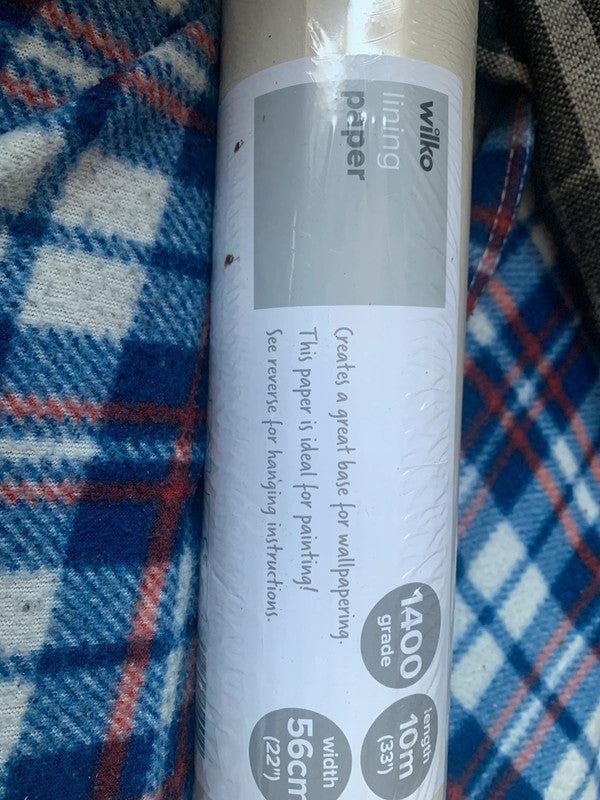 wilko
lining
paper
Creates a great base for wallpapering.
This paper is ideal for painting!
See reverse for hanging instructions.
1400
grade
length
10m
(33')
width
56cm
(22")